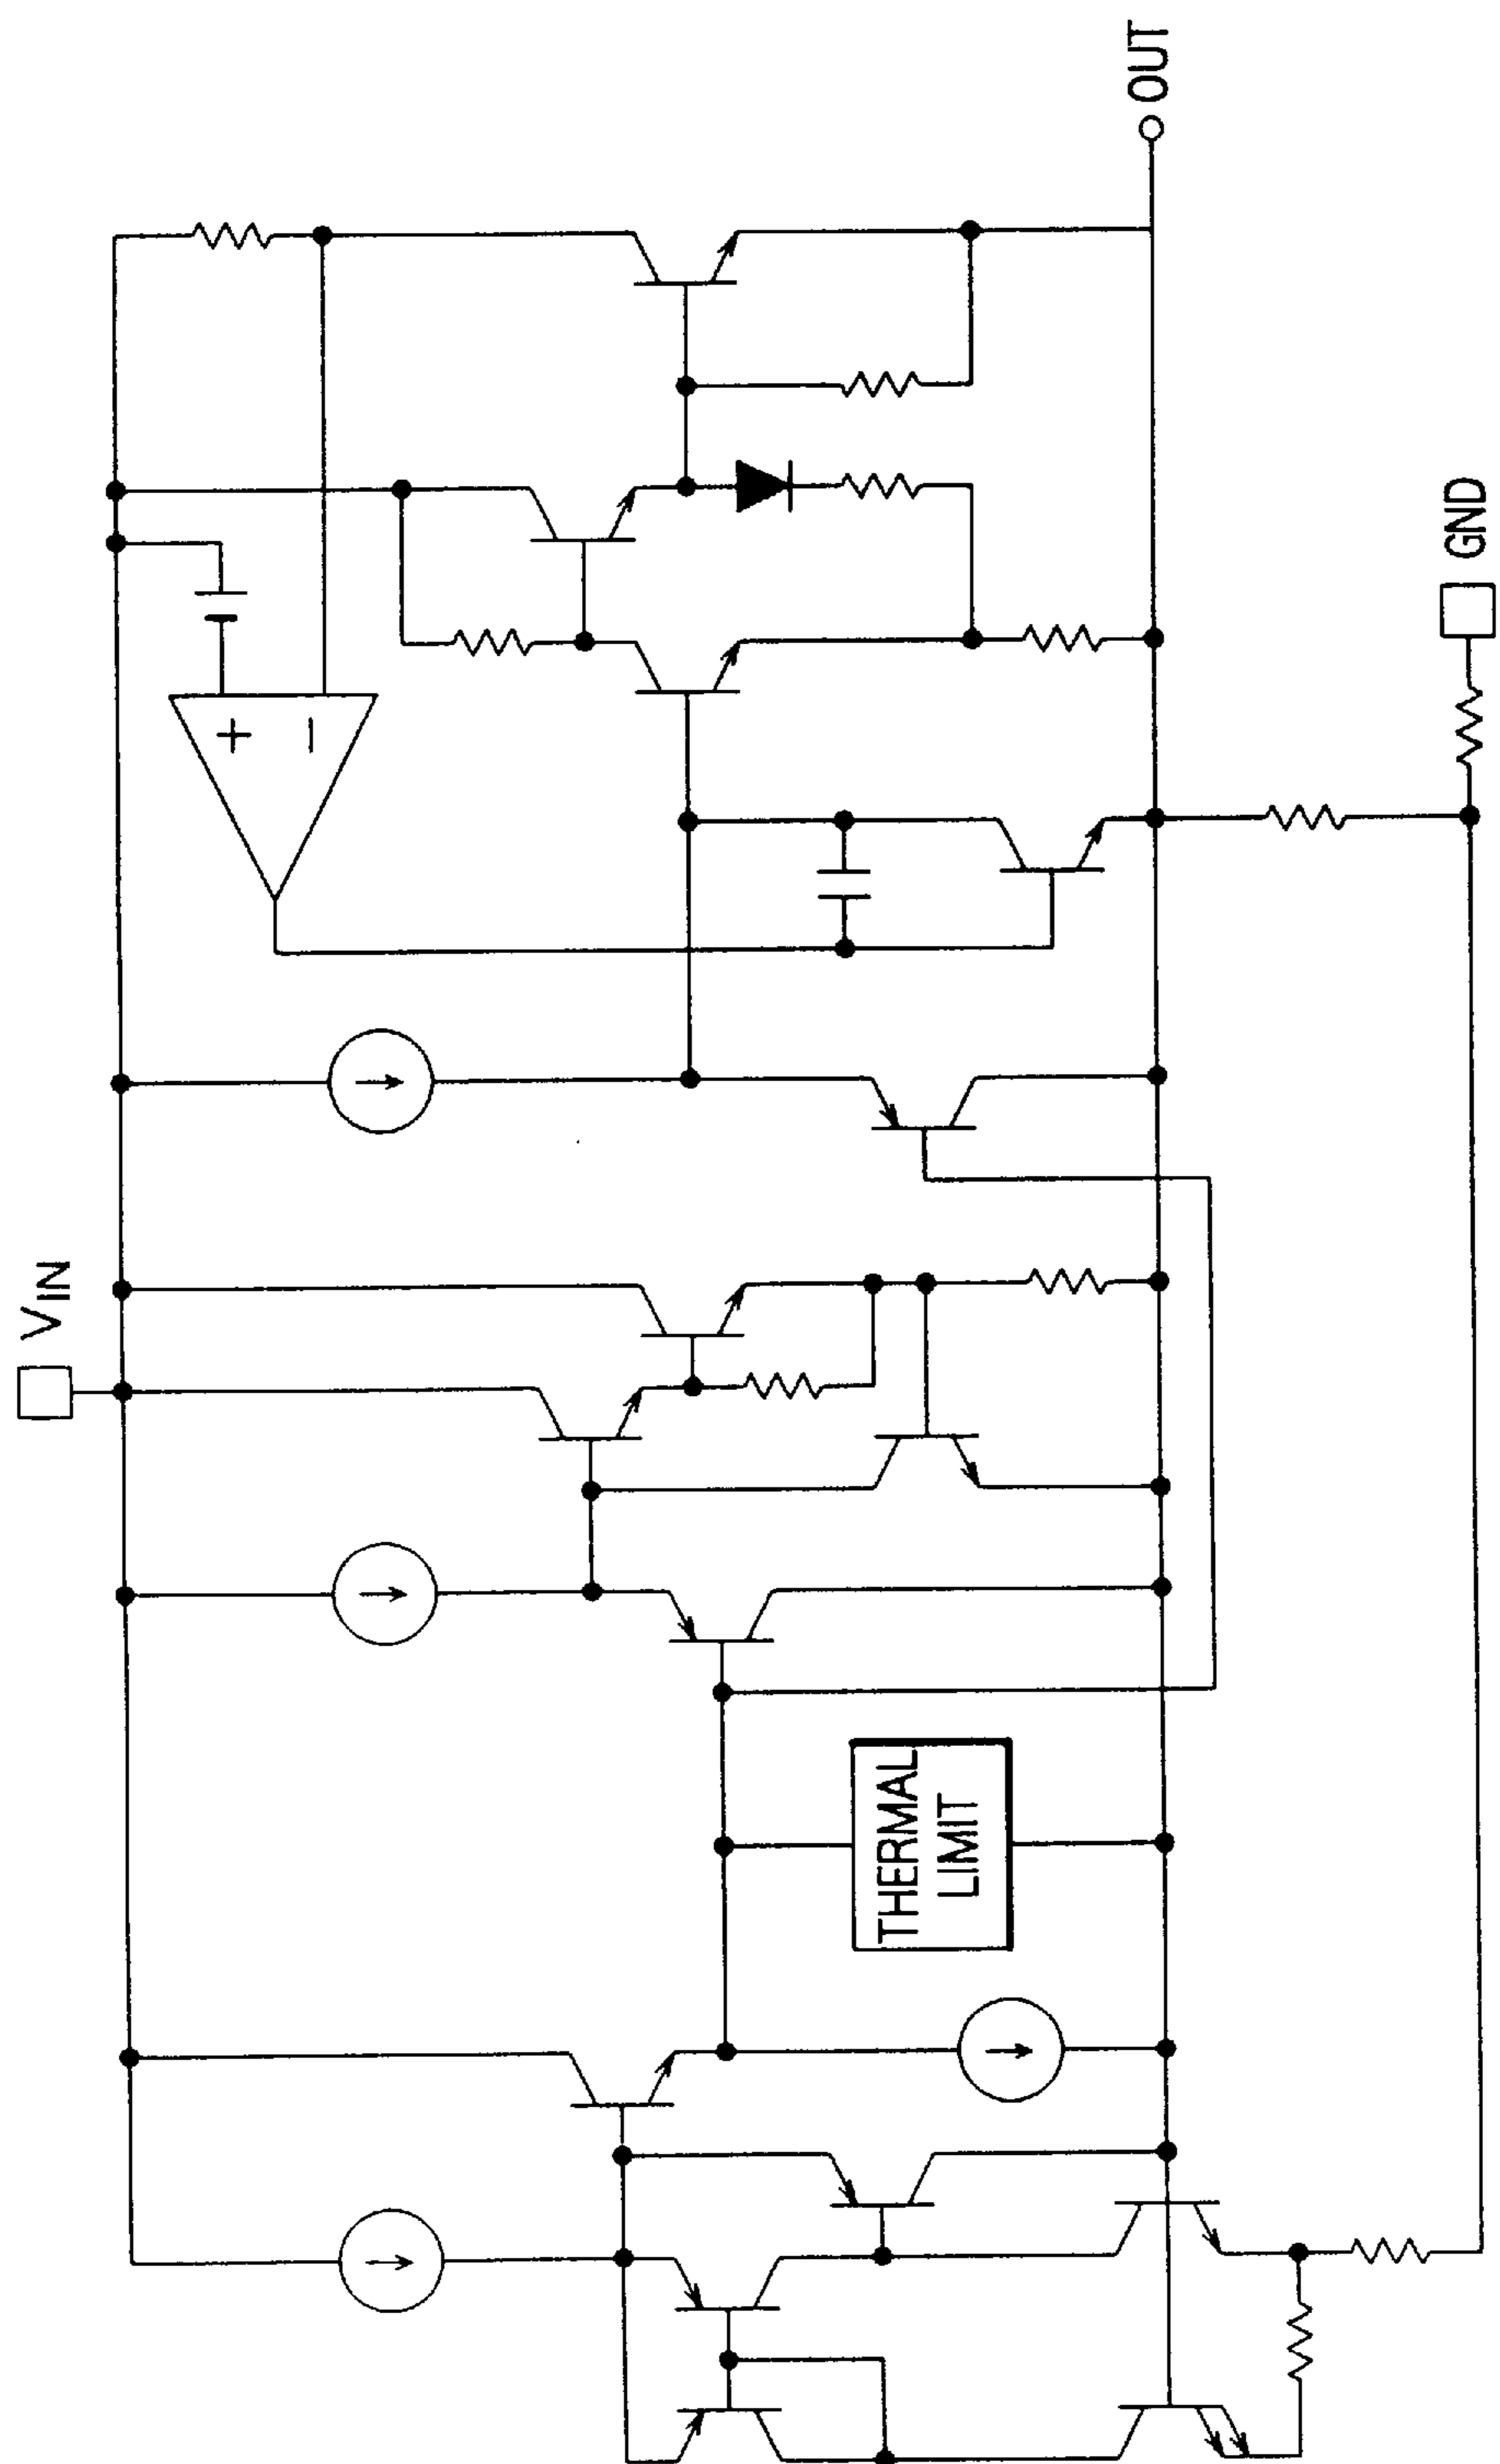 VIN
OUT
+
−
GND
THERMAL
LIMIT